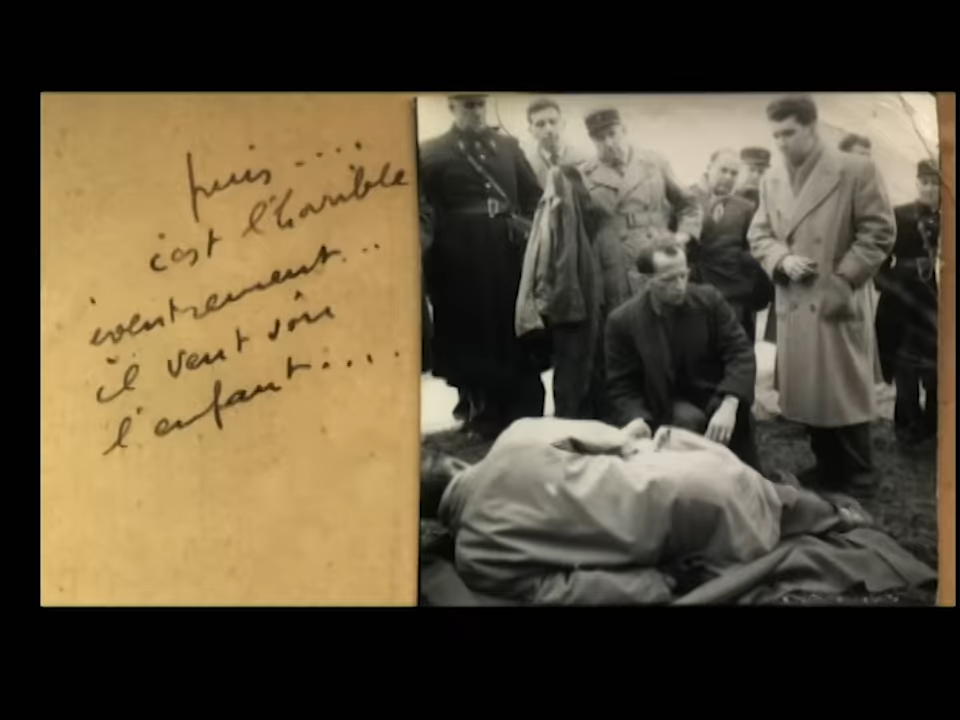 puis....
c'est l'horrible
éventrement...
il veut voir
l'enfant....